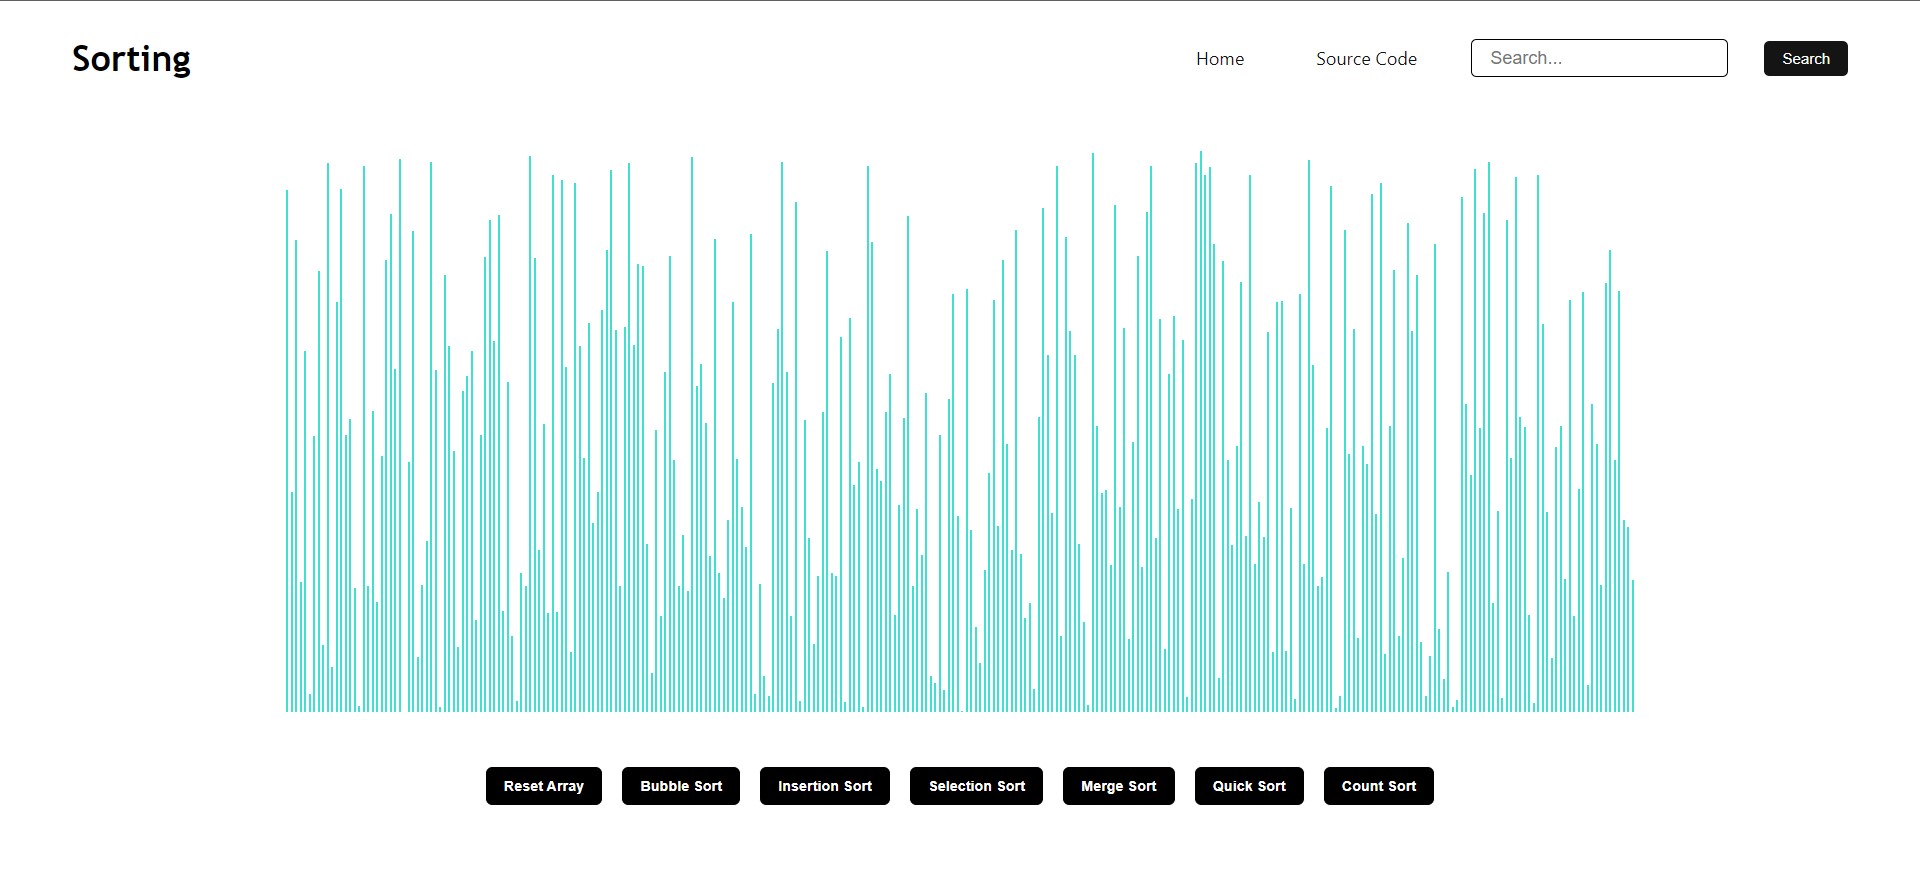 Sorting
Home
Source Code
Search...
Search
Reset Array
Bubble Sort
Insertion Sort
Selection Sort
Merge Sort
Quick Sort
Count Sort